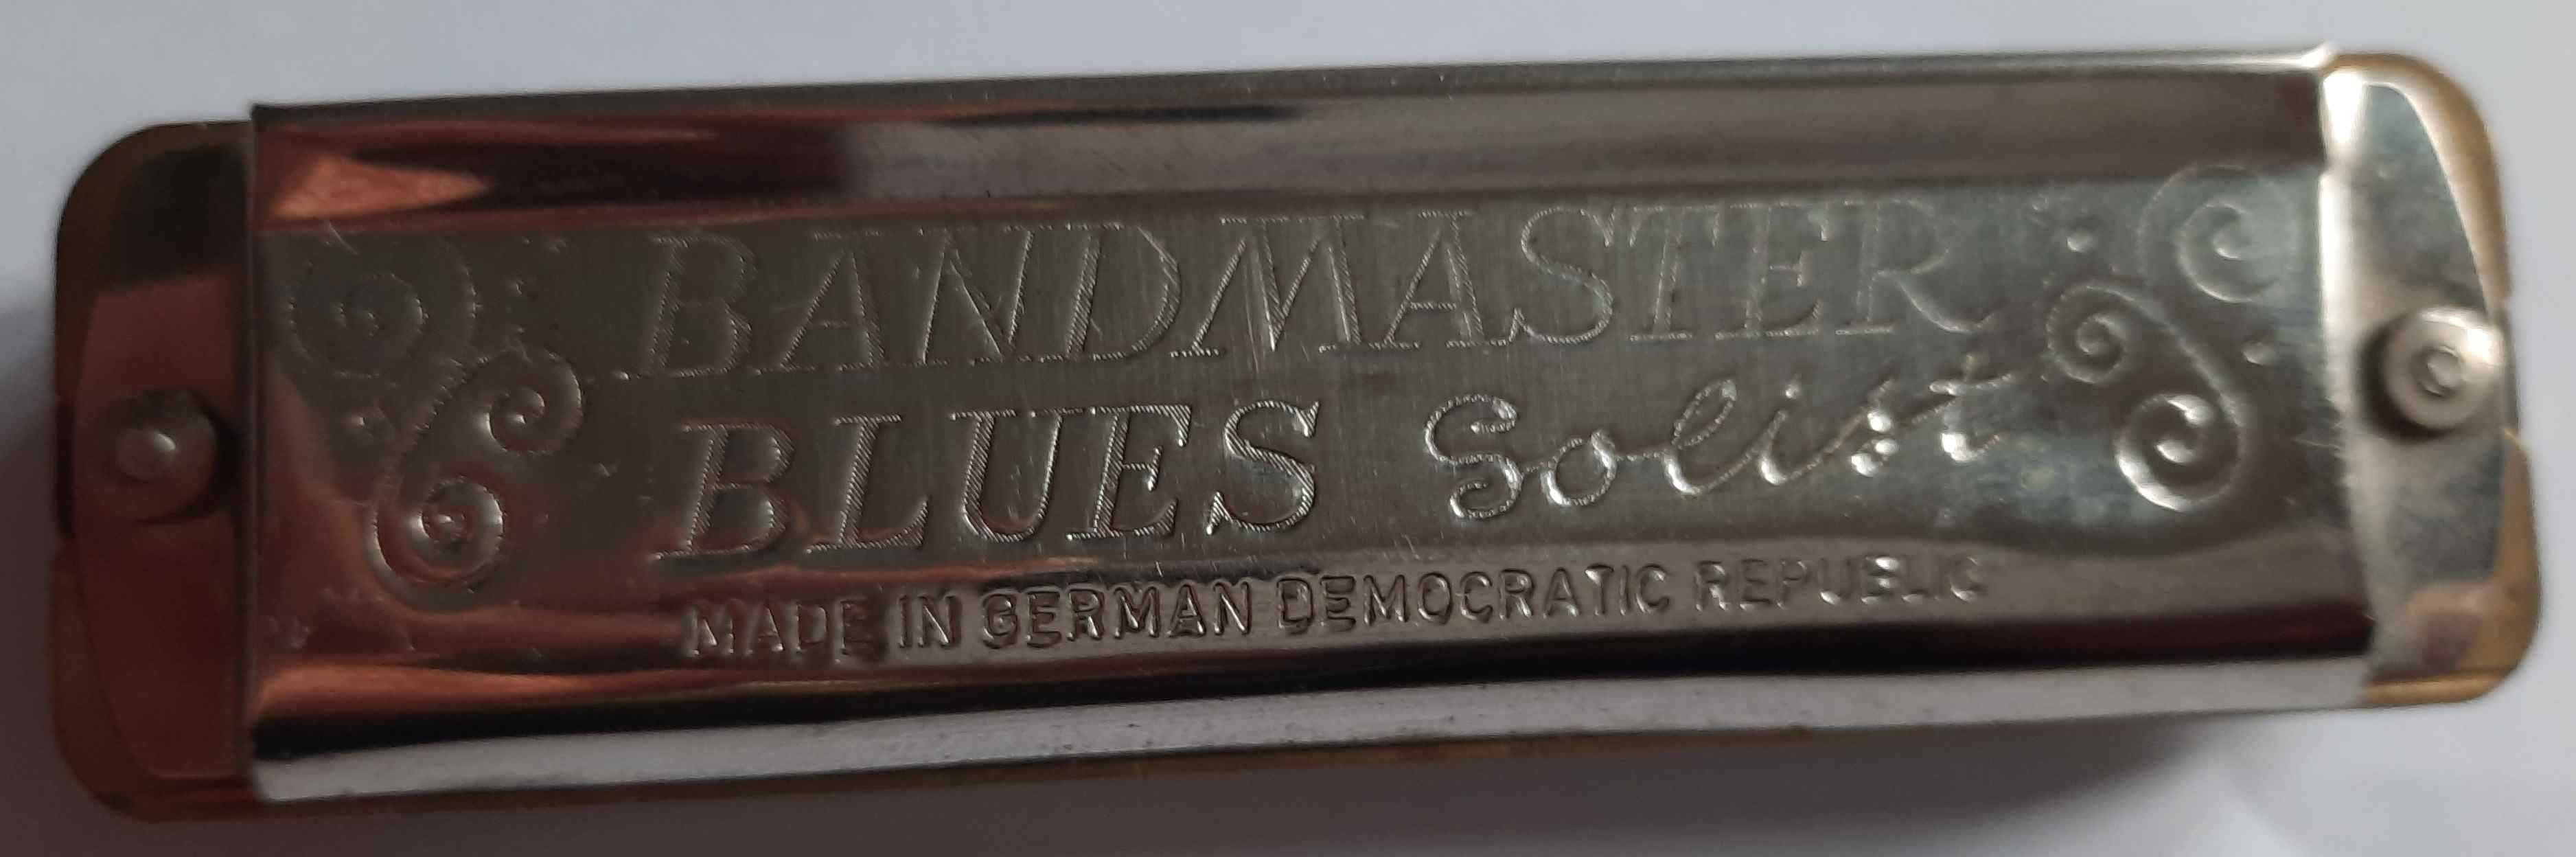 BANDMASTER
BLUES Solist
MADE IN GERMAN DEMOCRATIC REPUBLIC